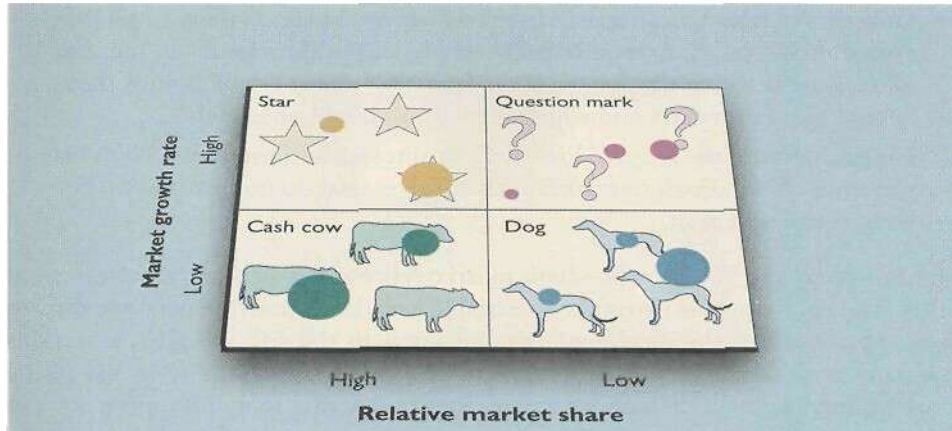 Star
Question mark
Cash cow
Dog
Market growth rate
High
Low
High
Low
Relative market share